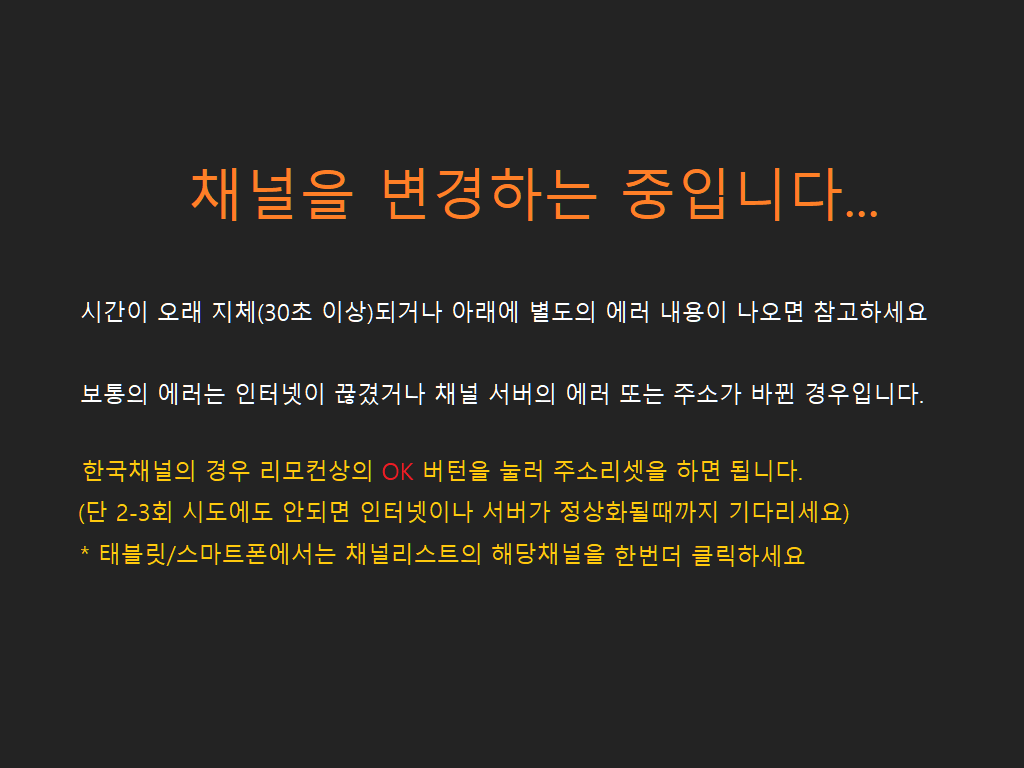 채널을 변경하는 중입니다...
시간이 오래 지체(30초 이상)되거나 아래에 별도의 에러 내용이 나오면 참고하세요
보통의 에러는 인터넷이 끊겼거나 채널 서버의 에러 또는 주소가 바뀐 경우입니다.
한국채널의 경우 리모컨상의 OK 버턴을 눌러 주소리셋을 하면 됩니다.
(단 2-3회 시도에도 안되면 인터넷이나 서버가 정상화될때까지 기다리세요)
* 태블릿/스마트폰에서는 채널리스트의 해당채널을 한번더 클릭하세요